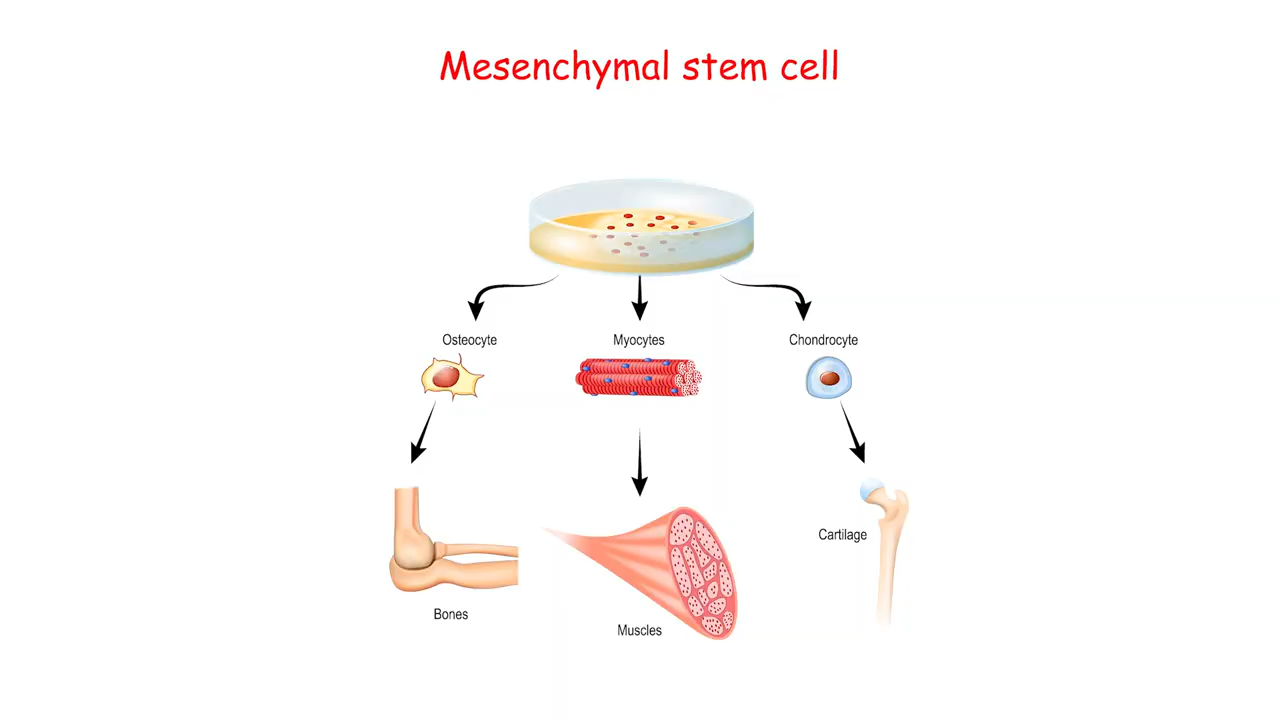 Mesenchymal stem cell
Osteocyte
Myocytes
Chondrocyte
Bones
Muscles
Cartilage